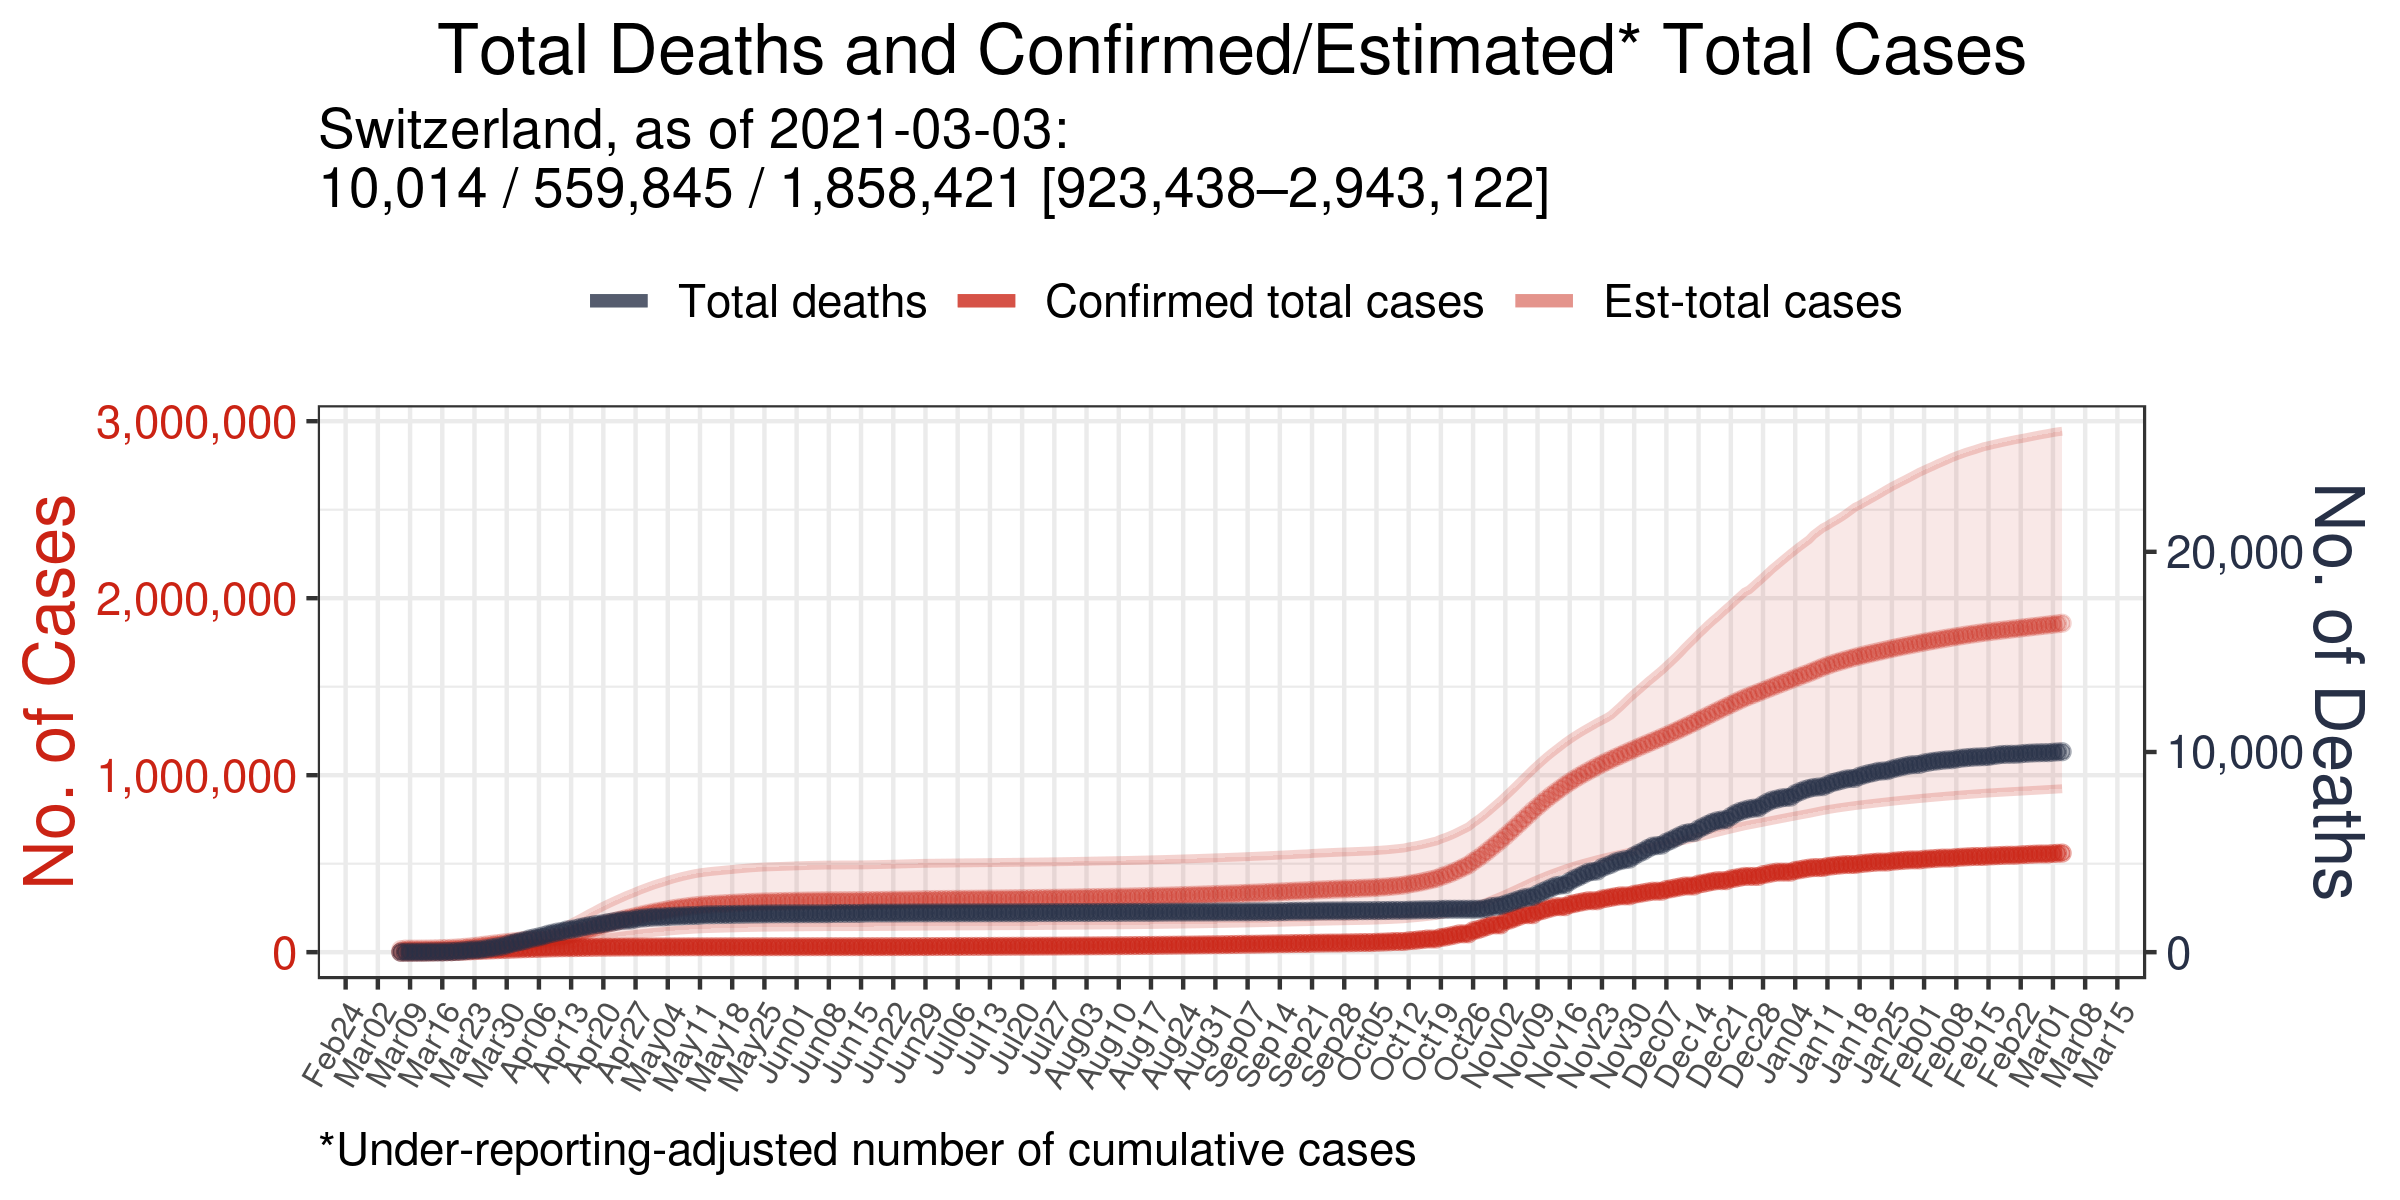 Total Deaths and Confirmed/Estimated* Total Cases
Switzerland, as of 2021-03-03:
10,014 / 559,845 / 1,858,421 [923,438–2,943,122]
Total deaths
Confirmed total cases
Est-total cases
No. of Cases
3,000,000
2,000,000
1,000,000
0
20,000
10,000
0
No. of Deaths
Feb24
Mar02
Mar09
Mar16
Mar23
Mar30
Apr06
Apr13
Apr20
Apr27
May04
May11
May18
May25
Jun01
Jun08
Jun15
Jun22
Jun29
Jul06
Jul13
Jul20
Jul27
Aug03
Aug10
Aug17
Aug24
Aug31
Sep07
Sep14
Sep21
Sep28
Oct05
Oct12
Oct19
Oct26
Nov02
Nov09
Nov16
Nov23
Nov30
Dec07
Dec14
Dec21
Dec28
Jan04
Jan11
Jan18
Jan25
Feb01
Feb08
Feb15
Feb22
Mar01
Mar08
Mar15
*Under-reporting-adjusted number of cumulative cases